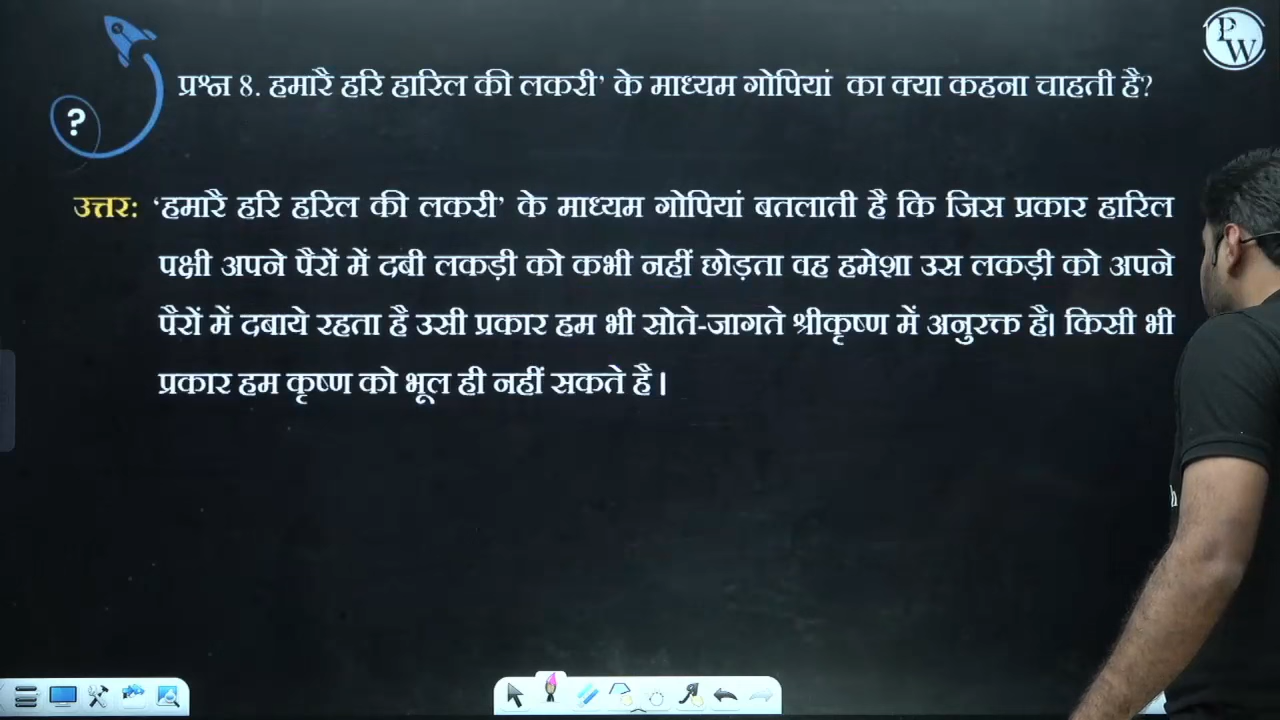 PW
? प्रश्न 8. हमारै हरि हारिल की लकरी’ के माध्यम गोपियां का क्या कहना चाहती है?
उत्तर: ‘हमारै हरि हरिल की लकरी’ के माध्यम गोपियां बतलाती है कि जिस प्रकार हारिल
पक्षी अपने पैरों में दबी लकड़ी को कभी नहीं छोड़ता वह हमेशा उस लकड़ी को अपने
पैरों में दबाये रहता है उसी प्रकार हम भी सोते-जागते श्रीकृष्ण में अनुरक्त है। किसी भी
प्रकार हम कृष्ण को भूल ही नहीं सकते है।